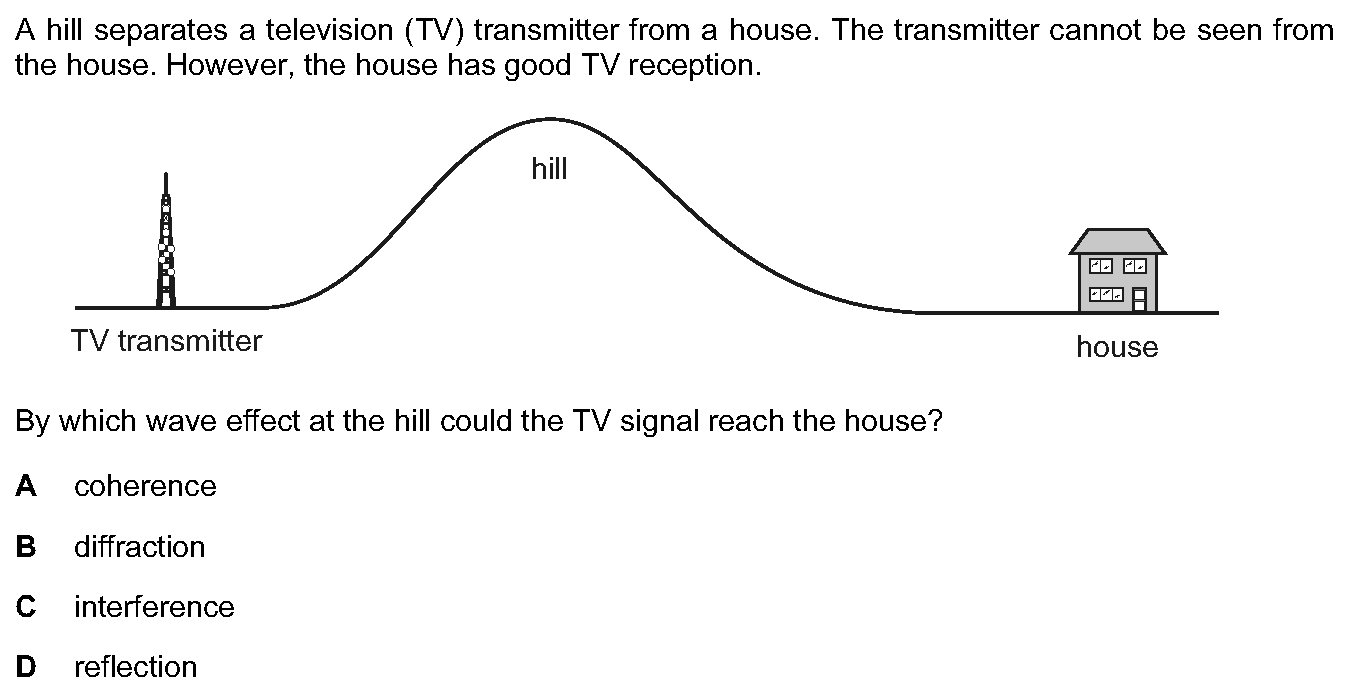 A hill separates a television (TV) transmitter from a house. The transmitter cannot be seen from
the house. However, the house has good TV reception.
hill
TV transmitter
house
By which wave effect at the hill could the TV signal reach the house?
A coherence
B diffraction
C interference
D reflection